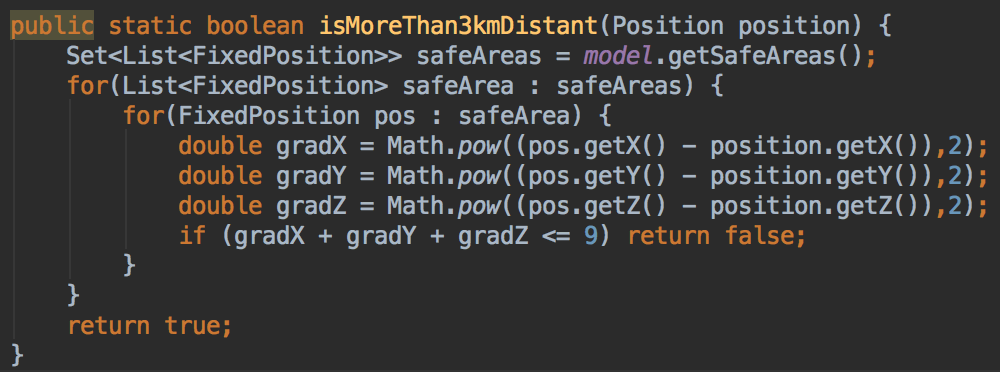 public static boolean isMoreThan3kmDistant(Position position) {
    Set<List<FixedPosition>> safeAreas = model.getSafeAreas();
    for(List<FixedPosition> safeArea : safeAreas) {
        for(FixedPosition pos : safeArea) {
            double gradX = Math.pow((pos.getX() - position.getX()),2);
            double gradY = Math.pow((pos.getY() - position.getY()),2);
            double gradZ = Math.pow((pos.getZ() - position.getZ()),2);
            if (gradX + gradY + gradZ <= 9) return false;
        }
    }
    return true;
}